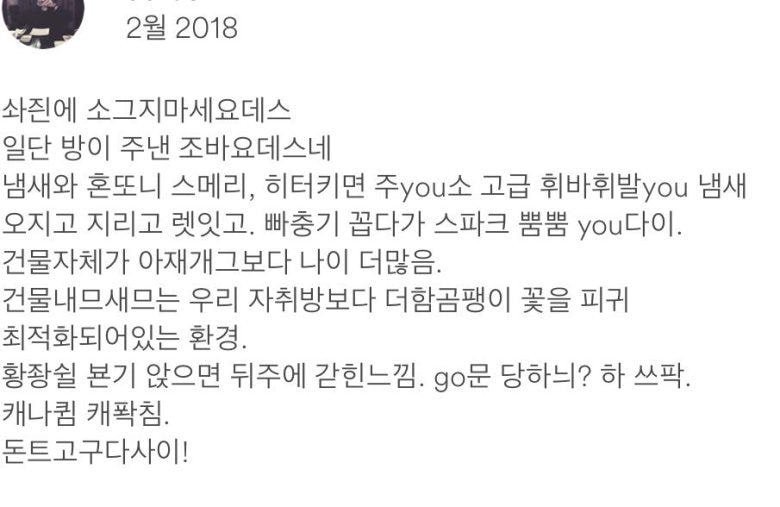 2월 2018
솨즨에 소그지마세요데스
일단 방이 주낸 조바요데스네
냄새와 혼또니 스메리, 히터키면 주you소 고급 휘바휘발you 냄새
오지고 지리고 렛잇고. 빠충기 꼽다가 스파크 뿜뿜 you다이.
건물자체가 아재개그보다 나이 더많음.
건물내므새므는 우리 자취방보다 더함곰팽이 꽃을 피귀
최적화되어있는 환경.
황좡쉴 뵨기 앉으면 뒤주에 갇힌느낌. go문 당하늬? 하 쓰팍.
캐나큄 캐퐉침.
돈트고구다사이!